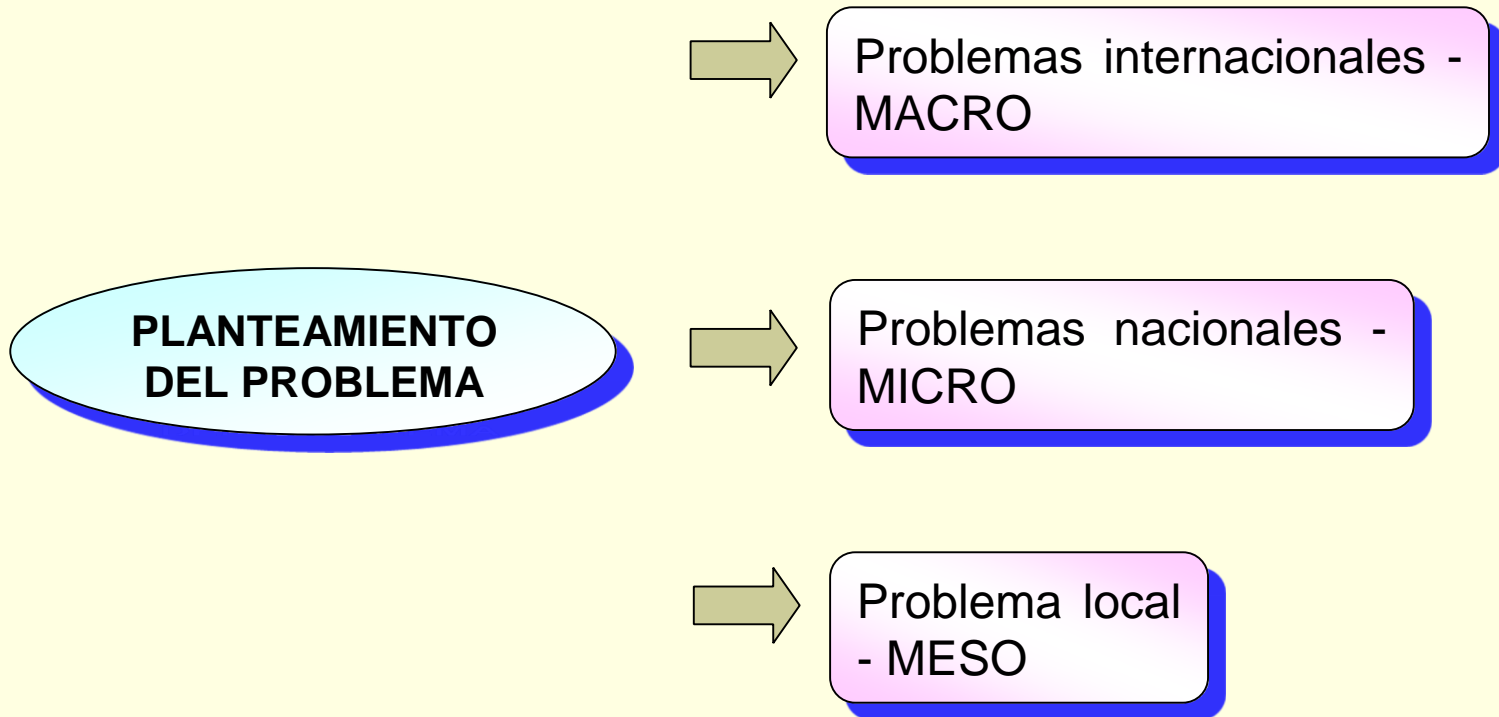 Problemas internacionales -
MACRO
PLANTEAMIENTO
DEL PROBLEMA
Problemas nacionales -
MICRO
Problema local
- MESO